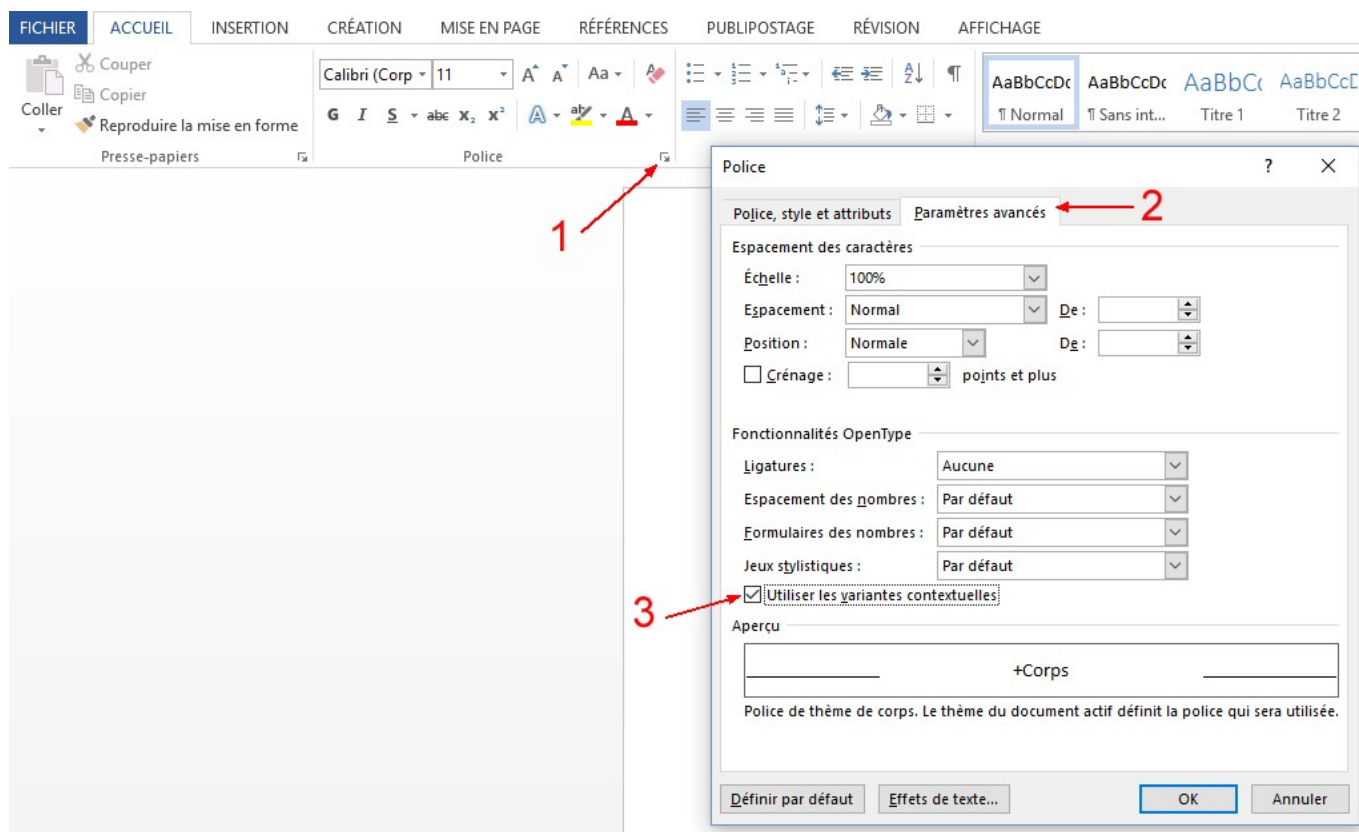 FICHIER ACCUEIL INSERTION CRÉATION MISE EN PAGE RÉFÉRENCES PUBLIPOSTAGE RÉVISION AFFICHAGE
Couper
Copier
Coller
Reproduire la mise en forme
Presse-papiers
Calibri (Corp 11 A A Aa
G I S abc x₂ x² A aby A
Police
AaBbCcDc AaBbCcDc AaBbCc AaBbCcD
¶ Normal ¶ Sans int... Titre 1 Titre 2
1
Police ? X
Police, style et attributs Paramètres avancés 2
Espacement des caractères
Échelle : 100%
Espacement : Normal De :
Position : Normale De :
Crénage : points et plus
Fonctionnalités OpenType
Ligatures : Aucune
Espacement des nombres : Par défaut
Formulaires des nombres : Par défaut
Jeux stylistiques : Par défaut
3 Utiliser les variantes contextuelles
Aperçu
+Corps
Police de thème de corps. Le thème du document actif définit la police qui sera utilisée.
Définir par défaut Effets de texte... OK Annuler